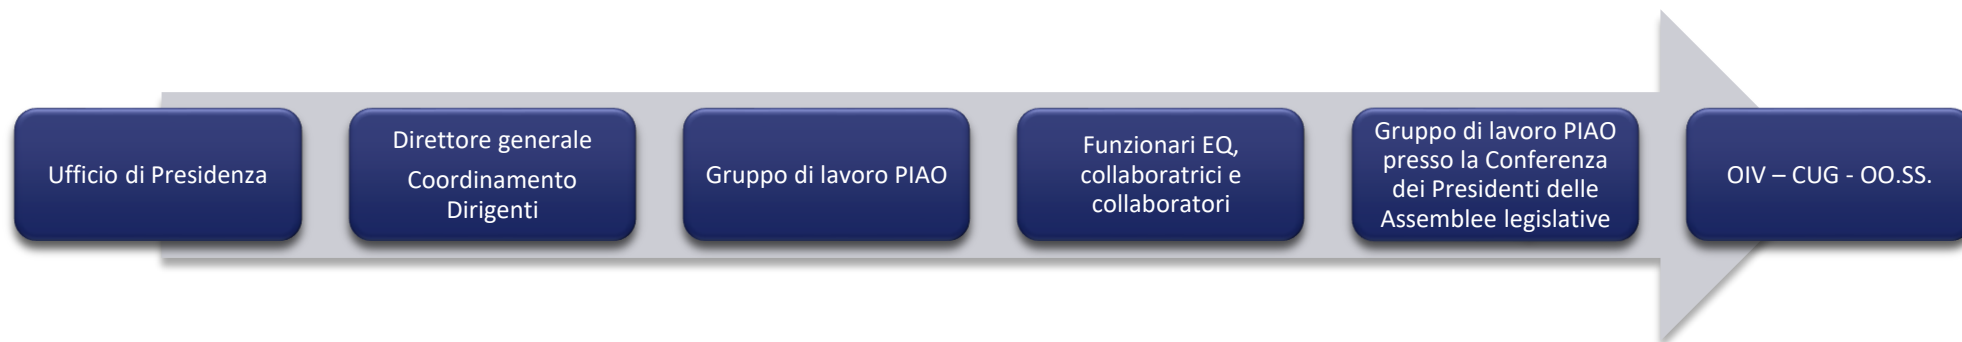 Ufficio di Presidenza
Direttore generale
Coordinamento
Dirigenti
Gruppo di lavoro PIAO
Funzionari EQ,
collaboratrici e
collaboratori
Gruppo di lavoro PIAO
presso la Conferenza
dei Presidenti delle
Assemblee legislative
OIV – CUG - OO.SS.